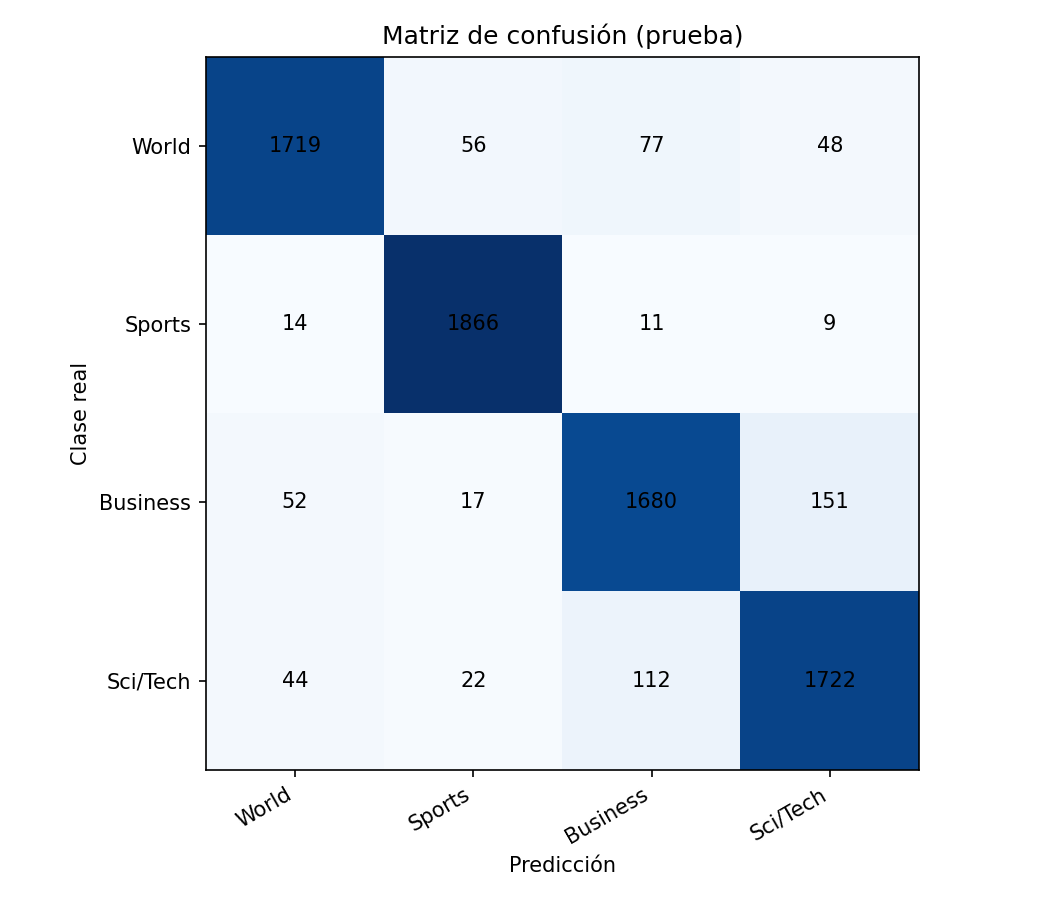 Matriz de confusión (prueba)
World 1719 56 77 48
Sports 14 1866 11 9
Business 52 17 1680 151
Sci/Tech 44 22 112 1722
Clase real
World Sports Business Sci/Tech
Predicción